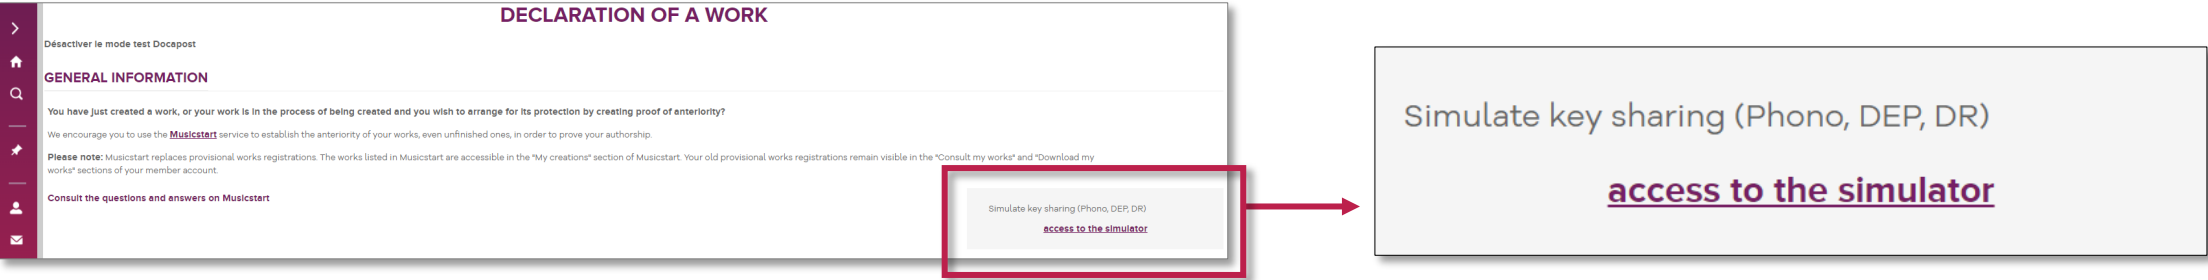 DECLARATION OF A WORK
Désactiver le mode test Docapost
GENERAL INFORMATION
You have just created a work, or your work is in the process of being created and you wish to arrange for its protection by creating proof of anteriority?
We encourage you to use the Musicstart service to establish the anteriority of your works, even unfinished ones, in order to prove your authorship.
Please note: Musicstart replaces provisional works registrations. The works listed in Musicstart are accessible in the "My creations" section of Musicstart. Your old provisional works registrations remain visible in the "Consult my works" and "Download my
works" sections of your member account.
Consult the questions and answers on Musicstart
Simulate key sharing (Phono, DEP, DR)
access to the simulator
Simulate key sharing (Phono, DEP, DR)
access to the simulator